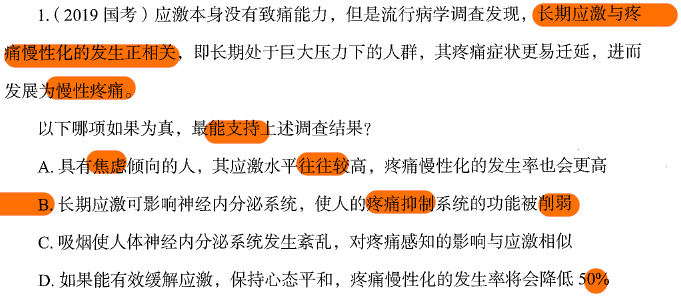 1.(2019国考)应激本身没有致痛能力，但是流行病学调查发现，长期应激与疼
痛慢性化的发生正相关，即长期处于巨大压力下的人群，其疼痛症状更易迁延，进而
发展为慢性疼痛。
以下哪项如果为真，最能支持上述调查结果？
A. 具有焦虑倾向的人，其应激水平往往较高，疼痛慢性化的发生率也会更高
B. 长期应激可影响神经内分泌系统，使人的疼痛抑制系统的功能被削弱
C. 吸烟使人体神经内分泌系统发生紊乱，对疼痛感知的影响与应激相似
D. 如果能有效缓解应激，保持心态平和，疼痛慢性化的发生率将会降低 50%